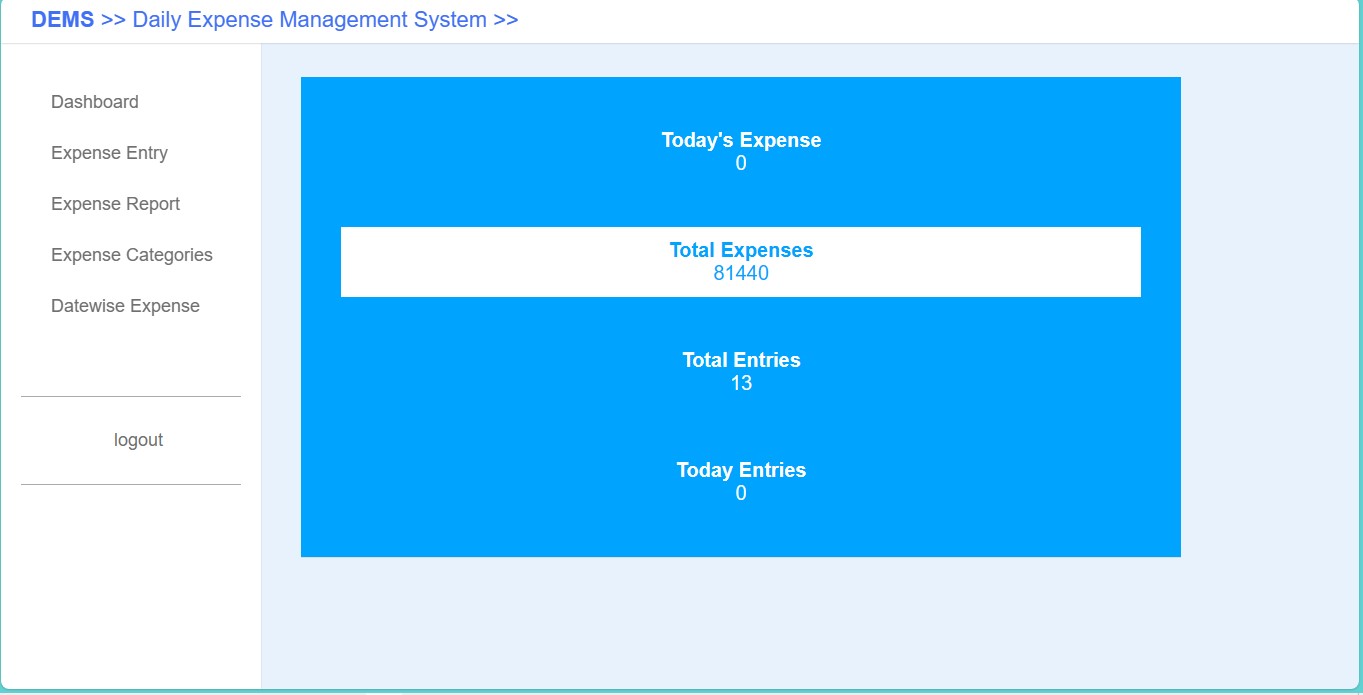 DEMS >> Daily Expense Management System >>
Dashboard
Expense Entry
Expense Report
Expense Categories
Datewise Expense
logout
Today's Expense
0
Total Expenses
81440
Total Entries
13
Today Entries
0